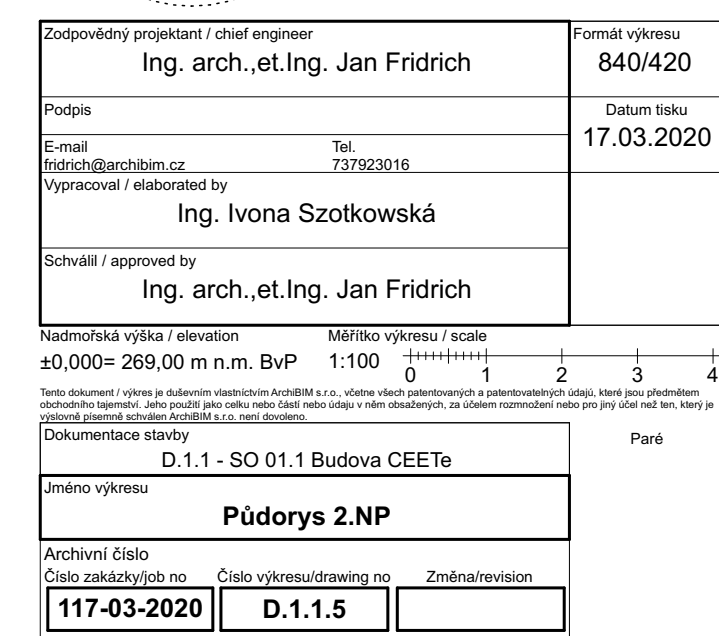 Zodpovědný projektant / chief engineer
Ing. arch.,et.Ing. Jan Fridrich
Formát výkresu
840/420
Podpis
Datum tisku
17.03.2020
E-mail Tel.
fridrich@archibim.cz 737923016
Vypracoval / elaborated by
Ing. Ivona Szotkowská
Schválil / approved by
Ing. arch.,et.Ing. Jan Fridrich
Nadmořská výška / elevation Měřítko výkresu / scale
±0,000= 269,00 m n.m. BvP 1:100
0 1 2 3 4
Tento dokument / výkres je duševním vlastnictvím ArchiBIM s.r.o., včetne všech patentovaných a patentovatelných údajů, které jsou předmětem
obchodního tajemství. Jeho použití jako celku nebo částí nebo údaju v něm obsažených, za účelem rozmnožení nebo pro jiný účel než ten, který je
výslovně písemně schválen ArchiBIM s.r.o. není dovoleno.
Dokumentace stavby
D.1.1 - SO 01.1 Budova CEETe
Paré
Jméno výkresu
Půdorys 2.NP
Archivní číslo
Číslo zakázky/job no Číslo výkresu/drawing no Změna/revision
117-03-2020 D.1.1.5